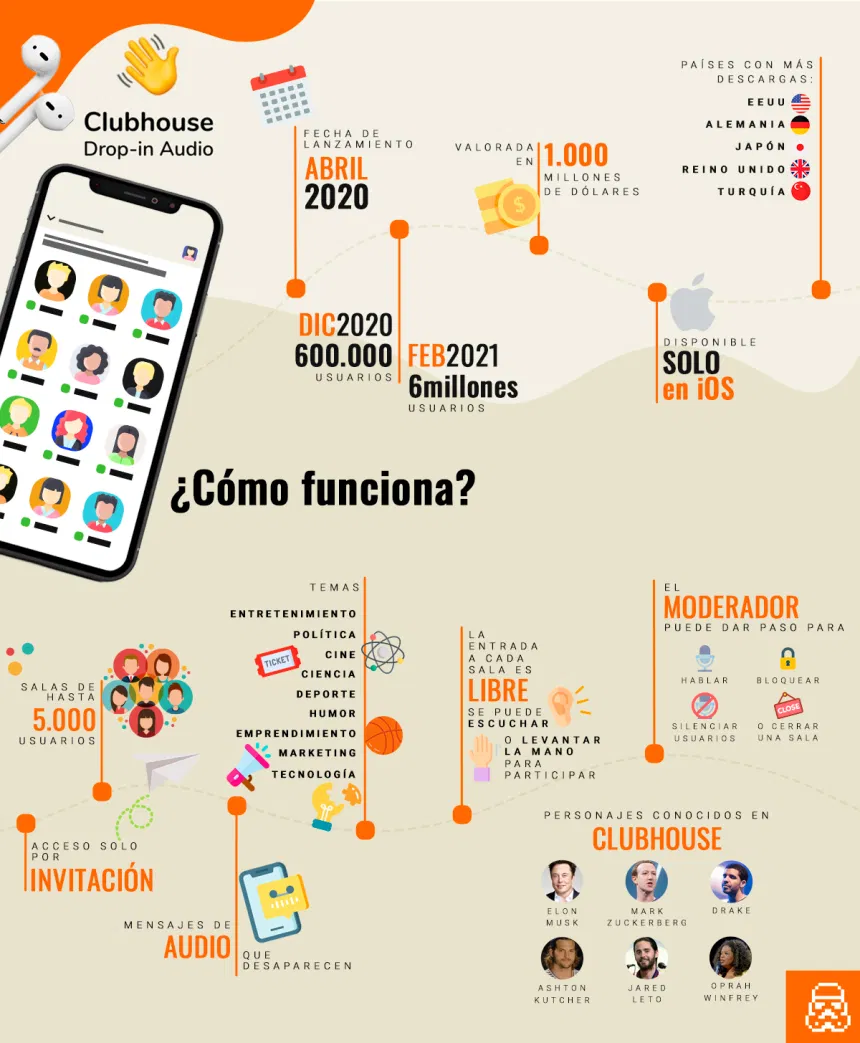 Clubhouse
Drop-in Audio
FECHA DE
LANZAMIENTO
ABRIL
2020
VALORADA
EN
1.000
MILLONES
DE DÓLARES
PAÍSES CON MÁS
DESCARGAS:
EEUU
ALEMANIA
JAPÓN
REINO UNIDO
TURQUÍA
DIC2020
600.000
USUARIOS
FEB2021
6millones
USUARIOS
DISPONIBLE
SOLO
en iOS
¿Cómo funciona?
SALAS DE
HASTA
5.000
USUARIOS
TEMAS
ENTRETENIMIENTO
POLÍTICA
CINE
CIENCIA
DEPORTE
HUMOR
EMPRENDIMIENTO
MARKETING
TECNOLOGÍA
TICKET
LA
ENTRADA
A CADA
SALA ES
LIBRE
SE PUEDE
ESCUCHAR
O LEVANTAR
LA MANO
PARA
PARTICIPAR
EL
MODERADOR
PUEDE DAR PASO PARA
HABLAR
BLOQUEAR
SILENCIAR
USUARIOS
CLOSE
O CERRAR
UNA SALA
ACCESO SOLO
POR
INVITACIÓN
MENSAJES DE
AUDIO
QUE
DESAPARECEN
PERSONAJES CONOCIDOS EN
CLUBHOUSE
ELON
MUSK
MARK
ZUCKERBERG
DRAKE
ASHTON
KUTCHER
JARED
LETO
OPRAH
WINFREY